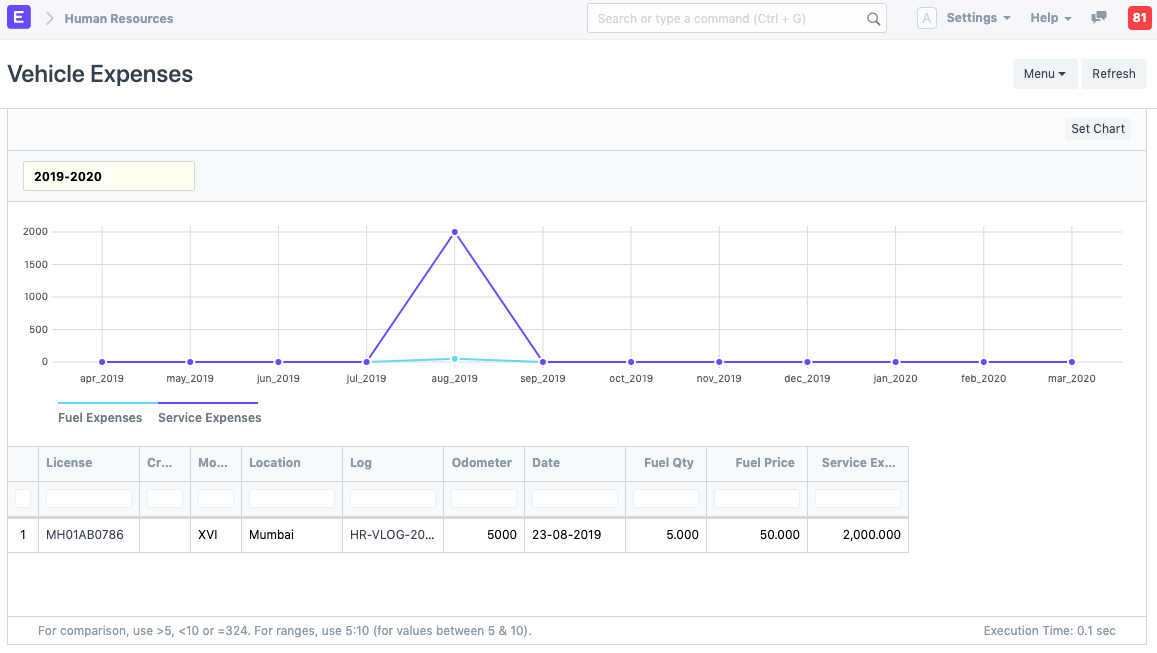 E Human Resources Search or type a command (Ctrl + G) A Settings Help 81
Vehicle Expenses Menu Refresh
Set Chart
2019-2020
2000
1500
1000
500
0
apr_2019 may_2019 jun_2019 jul_2019 aug_2019 sep_2019 oct_2019 nov_2019 dec_2019 jan_2020 feb_2020 mar_2020
Fuel Expenses Service Expenses
License Cr... Mo... Location Log Odometer Date Fuel Qty Fuel Price Service Ex...
1 MH01AB0786 XVI Mumbai HR-VLOG-20... 5000 23-08-2019 5.000 50.000 2,000.000
For comparison, use >5, <10 or =324. For ranges, use 5:10 (for values between 5 & 10). Execution Time: 0.1 sec